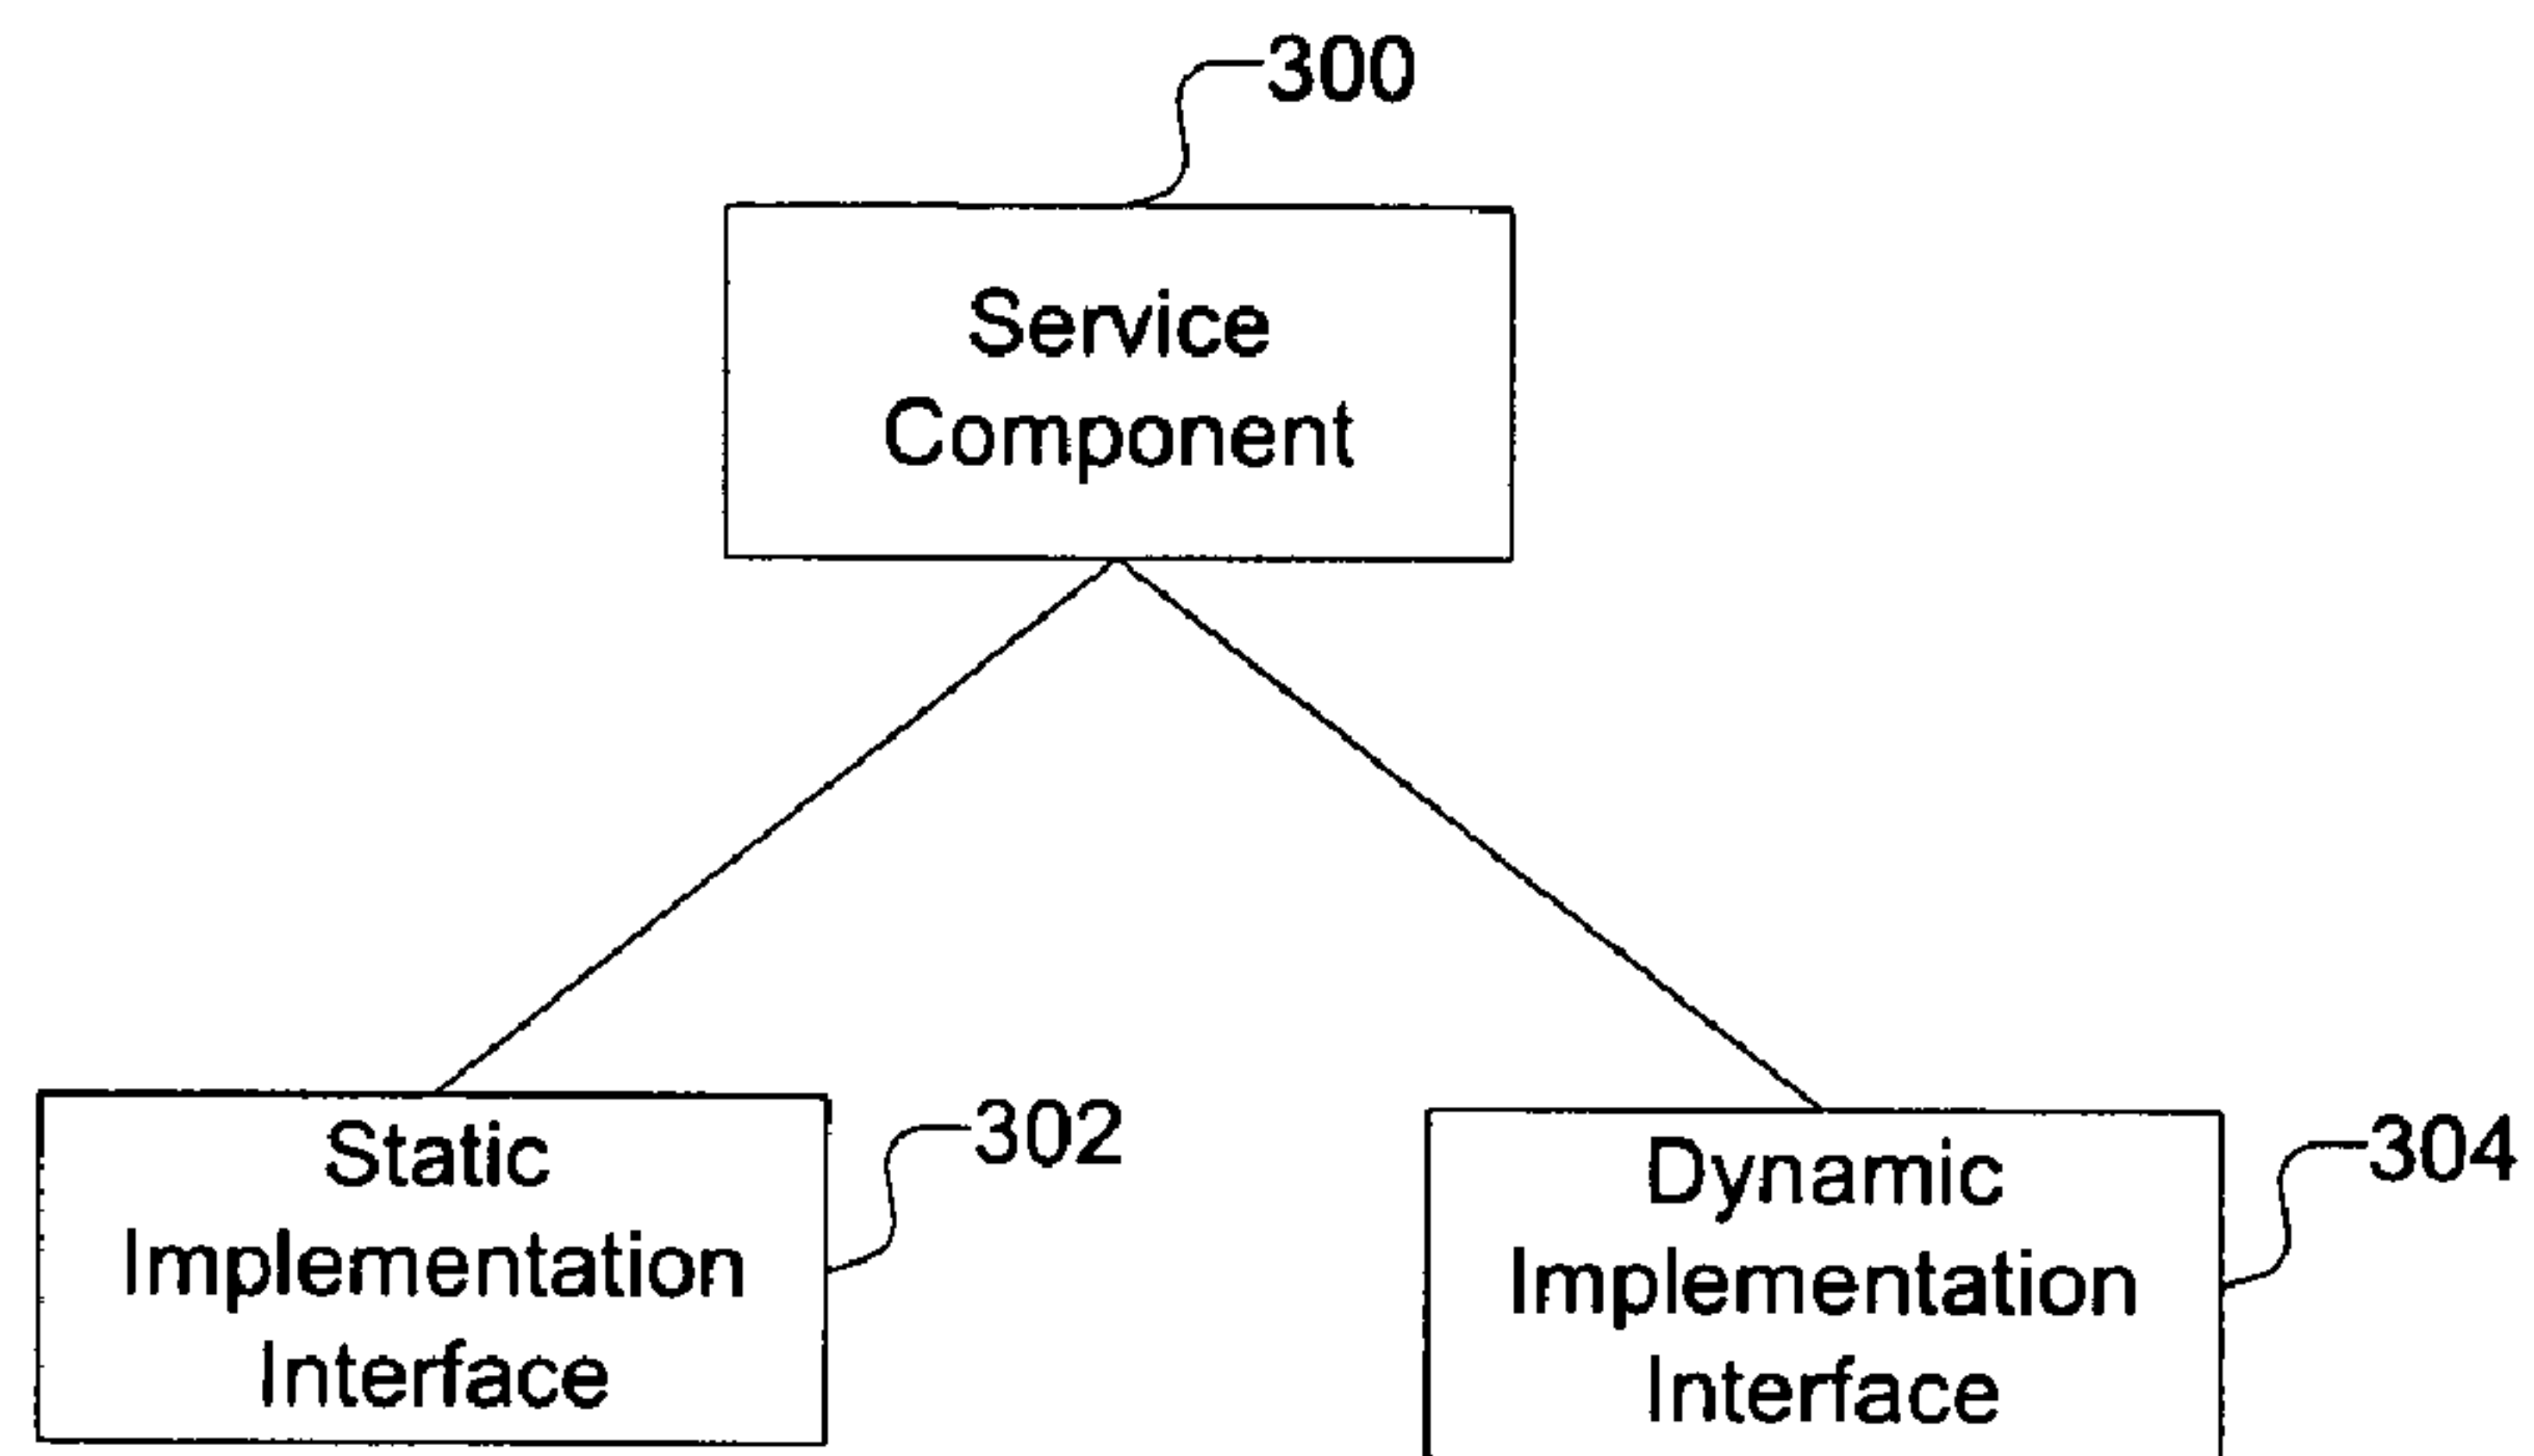 300
Service
Component
Static
Implementation
Interface
302
Dynamic
Implementation
Interface
304